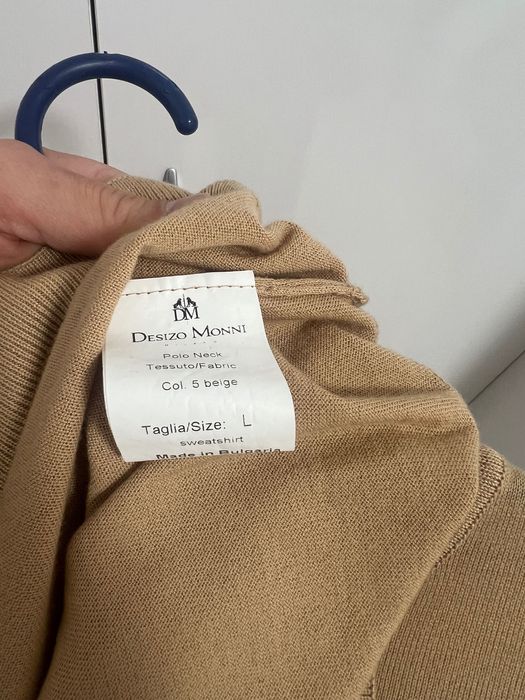 DM
DESIZO MONNI
Polo Neck
Tessuto/Fabric
Col. 5 beige
Taglia/Size: L
sweatshirt
Made in Bulgaria